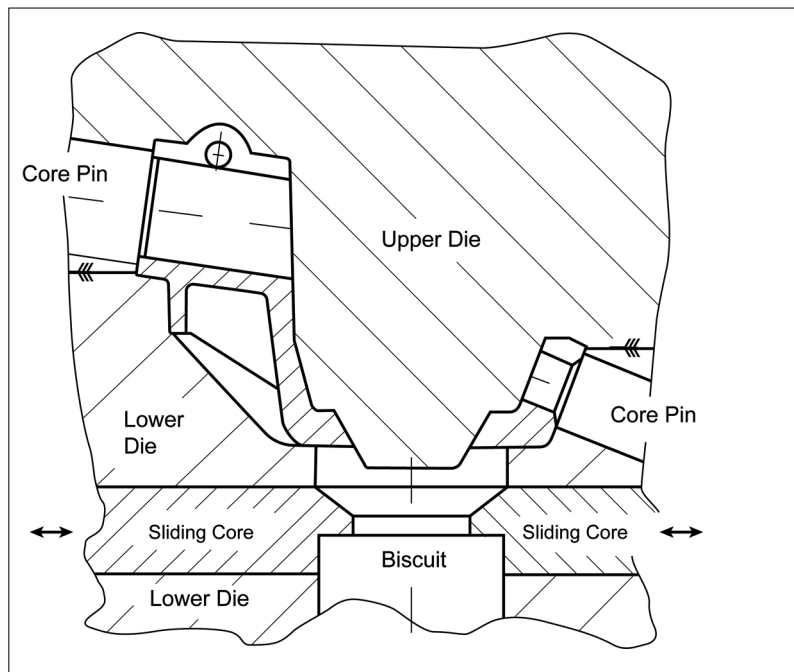 Core Pin
Upper Die
Core Pin
Lower
Die
Sliding Core
Sliding Core
Biscuit
Lower Die